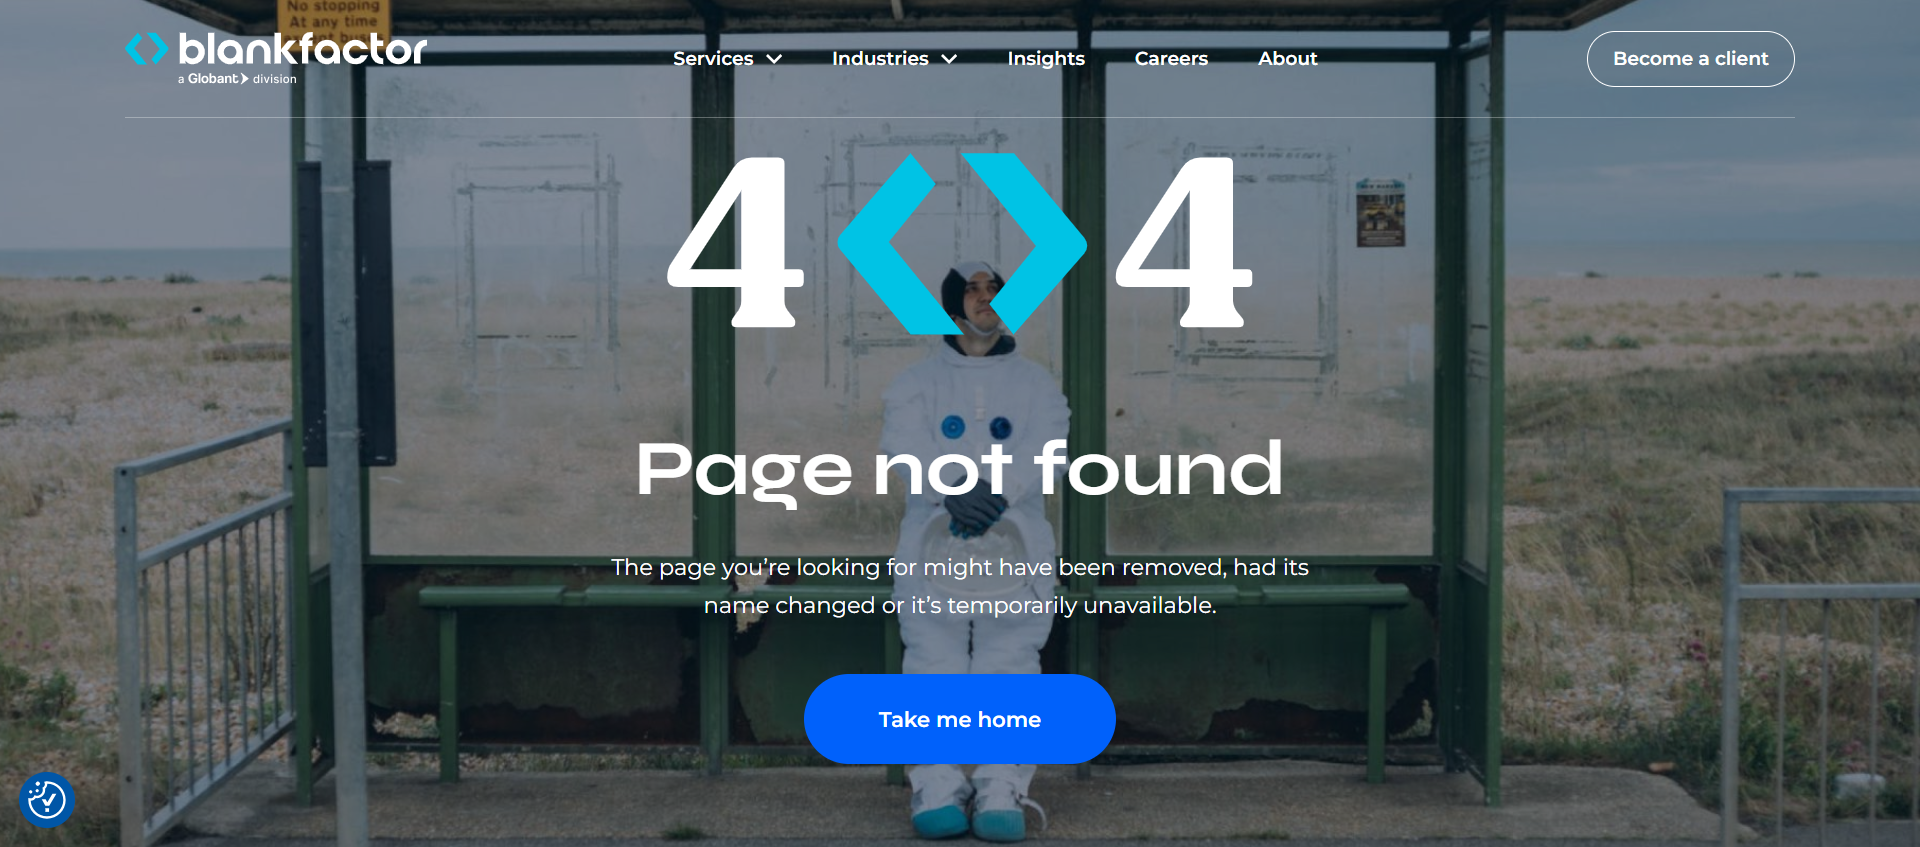 No stopping
At any time
blankfactor
a Globant division
Services
Industries
Insights
Careers
About
Become a client
4 4
Page not found
The page you’re looking for might have been removed, had its
name changed or it’s temporarily unavailable.
Take me home